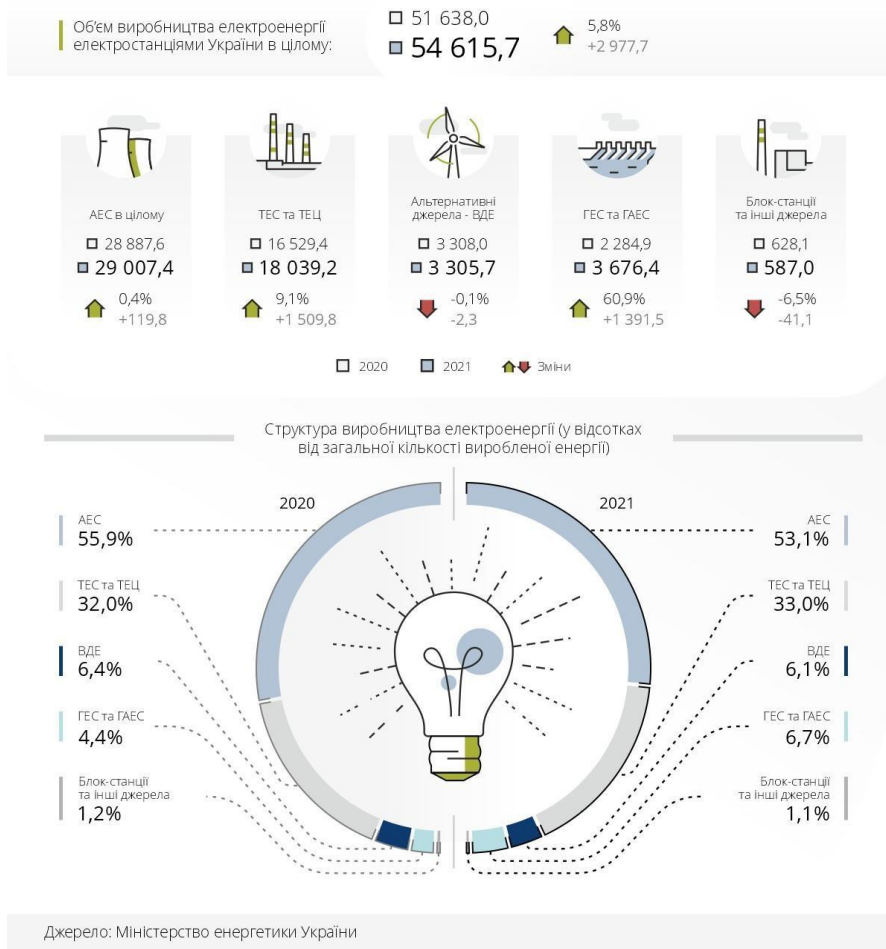 Об'єм виробництва електроенергії
електростанціями України в цілому:
51 638,0
54 615,7
5,8%
+2 977,7
АЕС в цілому
28 887,6
29 007,4
0,4%
+119,8
ТЕС та ТЕЦ
16 529,4
18 039,2
9,1%
+1 509,8
Альтернативні
джерела - ВДЕ
3 308,0
3 305,7
-0,1%
-2,3
ГЕС та ГАЕС
2 284,9
3 676,4
60,9%
+1 391,5
Блок-станції
та інші джерела
628,1
587,0
-6,5%
-41,1
2020
2021
Зміни
Структура виробництва електроенергії (у відсотках
від загальної кількості виробленої енергії)
2020
АЕС
55,9%
ТЕС та ТЕЦ
32,0%
ВДЕ
6,4%
ГЕС та ГАЕС
4,4%
Блок-станції
та інші джерела
1,2%
2021
АЕС
53,1%
ТЕС та ТЕЦ
33,0%
ВДЕ
6,1%
ГЕС та ГАЕС
6,7%
Блок-станції
та інші джерела
1,1%
Джерело: Міністерство енергетики України